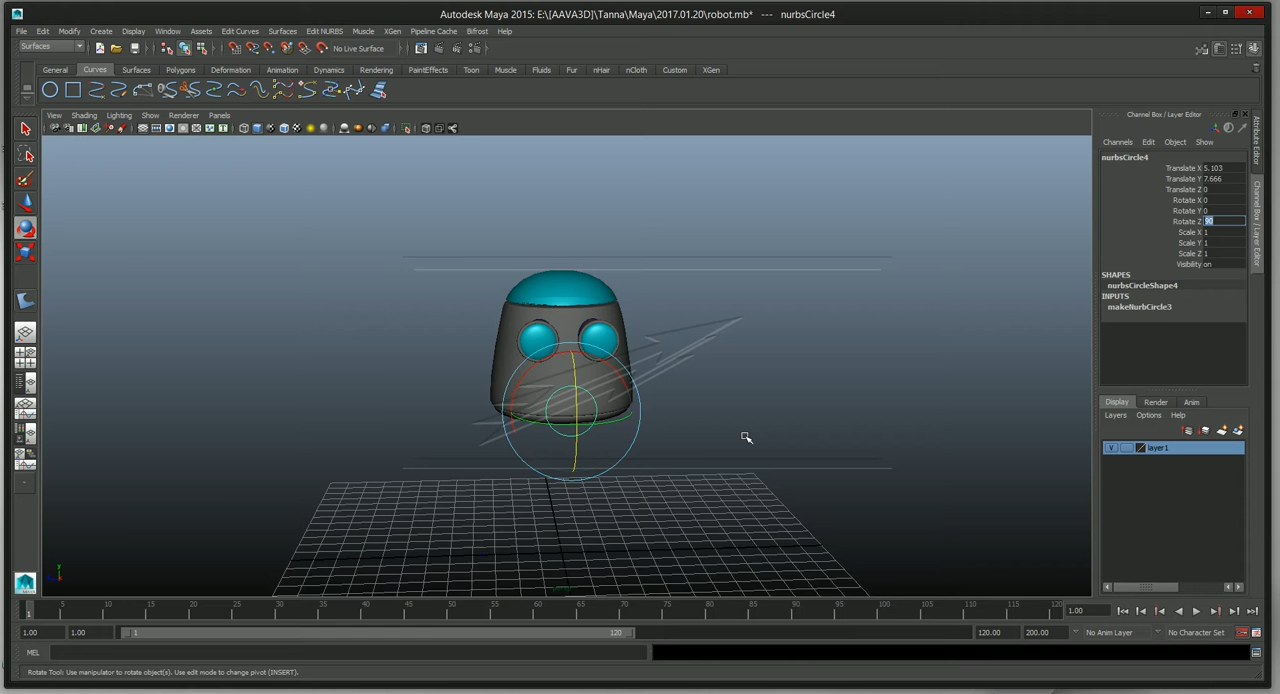 Autodesk Maya 2015: E:\[AAVA3D]\Tanna\Maya\2017.01.20\robot.mb* --- nurbsCircle4
File Edit Modify Create Display Window Assets Edit Curves Surfaces Edit NURBS Muscle XGen Pipeline Cache Bifrost Help
Surfaces No Live Surface
General Curves Surfaces Polygons Deformation Animation Dynamics Rendering PaintEffects Toon Muscle Fluids Fur nHair nCloth Custom XGen
View Shading Lighting Show Renderer Panels
Channel Box / Layer Editor
Channels Edit Object Show
nurbsCircle4
Translate X 5.103
Translate Y 7.666
Translate Z 0
Rotate X 0
Rotate Y 0
Rotate Z 90
Scale X 1
Scale Y 1
Scale Z 1
Visibility on
SHAPES
nurbsCircleShape4
INPUTS
makeNurbCircle3
Attribute Editor
Channel Box / Layer Editor
Display Render Anim
Layers Options Help
V layer1
y
5 10 15 20 25 30 35 40 45 50 55 60 65 70 75 80 85 90 95 100 105 110 115 120
1 1.00
1.00 1.00 1 120 120.00 200.00 No Anim Layer No Character Set
MEL
Rotate Tool: Use manipulator to rotate object(s). Use edit mode to change pivot (INSERT).